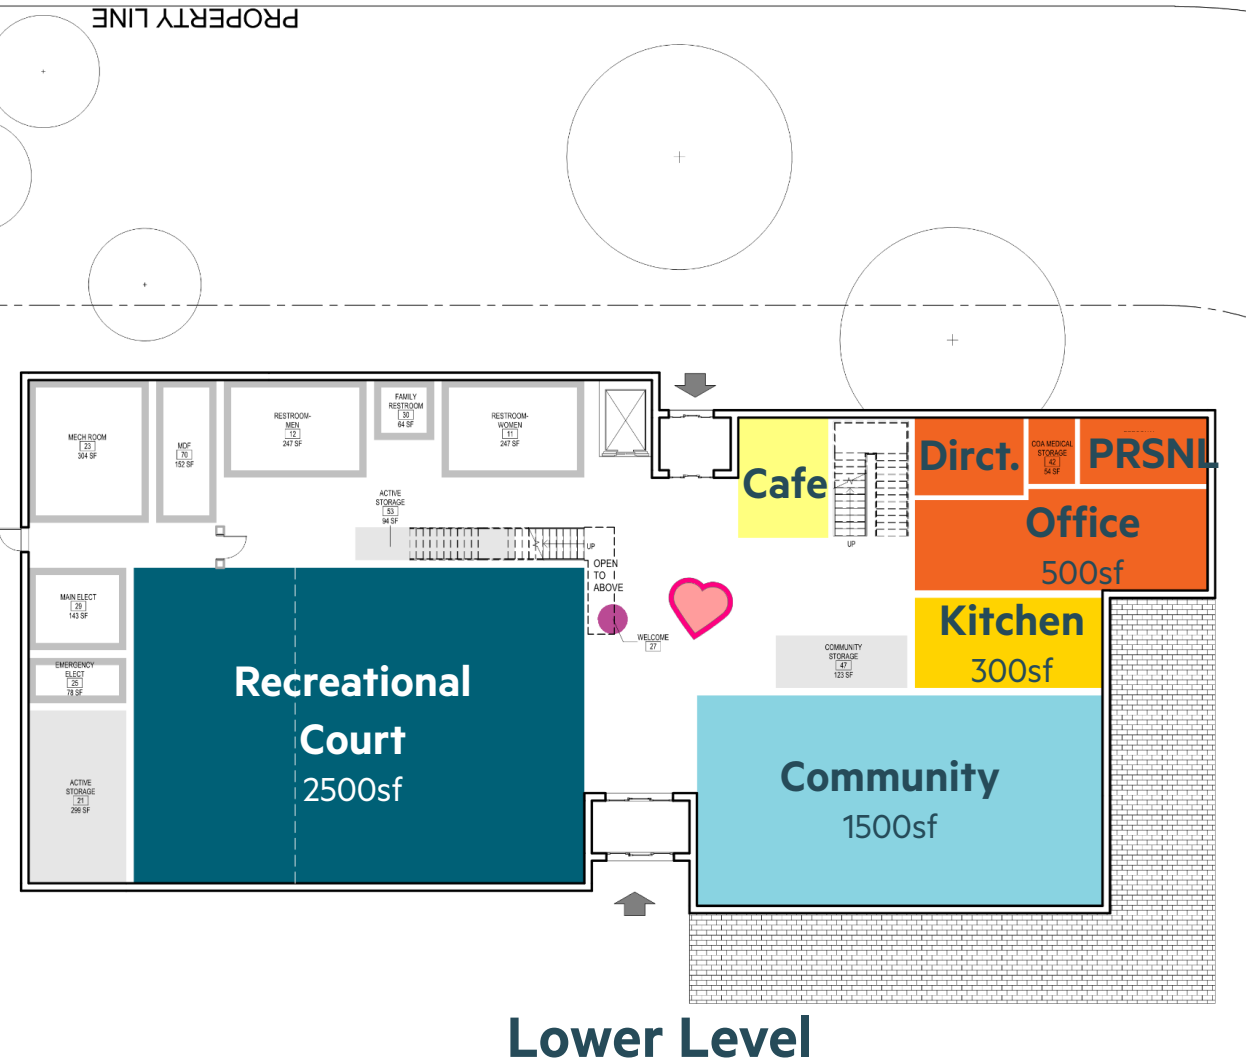 PROPERTY LINE
MECH ROOM
23
304 SF
MDF
70
152 SF
RESTROOM-
MEN
12
247 SF
FAMILY
RESTROOM
30
64 SF
RESTROOM-
WOMEN
11
247 SF
ACTIVE
STORAGE
53
94 SF
UP
OPEN
TO
ABOVE
WELCOME
27
Cafe
UP
Dirct.
COA MEDICAL
STORAGE
42
54 SF
PRSNL
Office
500sf
Kitchen
300sf
COMMUNITY
STORAGE
47
123 SF
MAIN ELECT
29
143 SF
EMERGENCY
ELECT
25
78 SF
ACTIVE
STORAGE
21
299 SF
Recreational
Court
2500sf
Community
1500sf
Lower Level